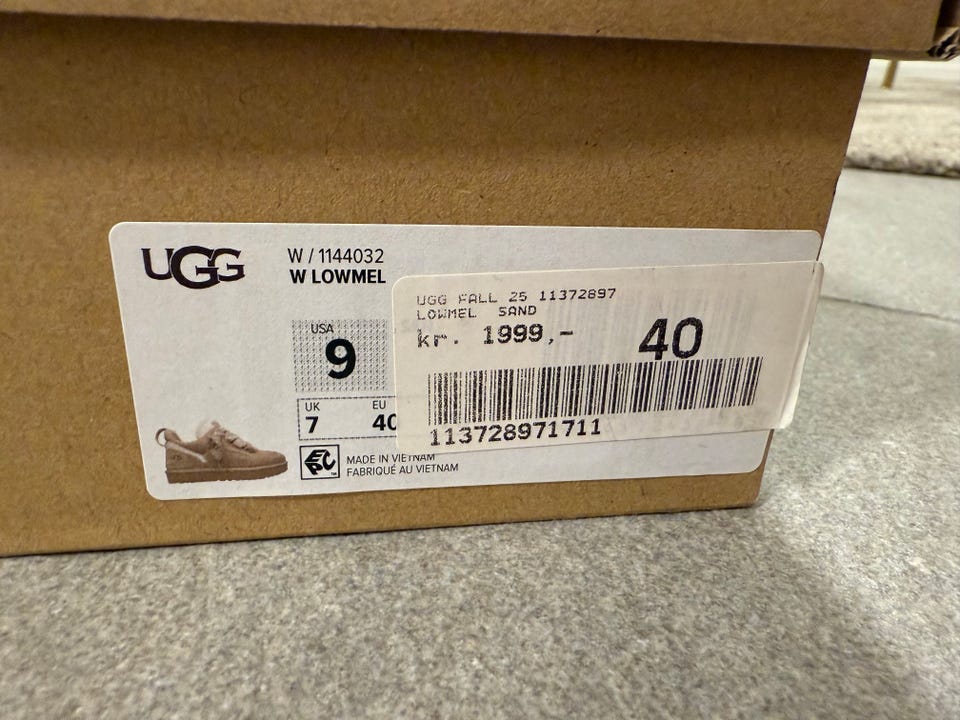 UGG
W / 1144032
W LOWMEL
USA
9
UK
7
EU
40
MADE IN VIETNAM
FABRIQUÉ AU VIETNAM
UGG FALL 25 11372897
LOWMEL SAND
kr. 1999,-
40
113728971711